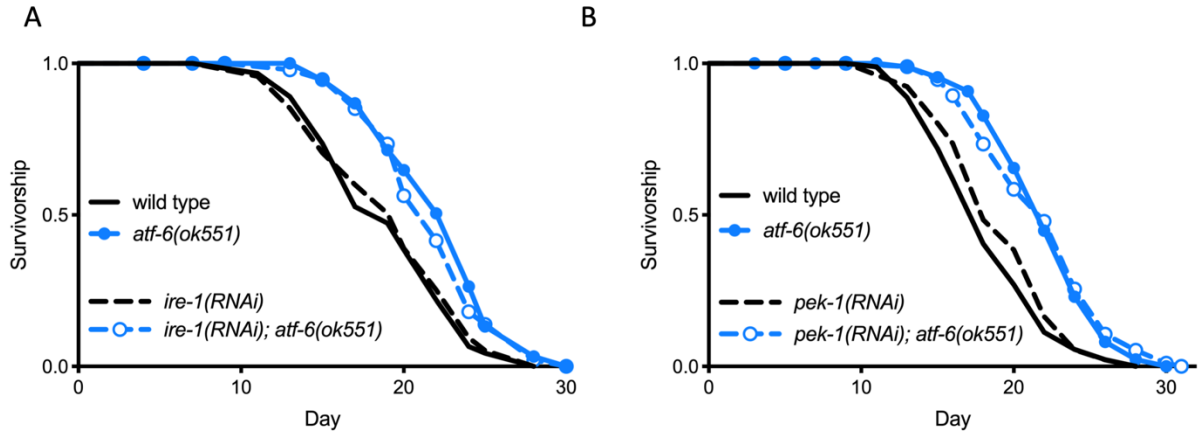 A
Survivorship
1.0
0.5
0.0
wild type
atf-6(ok551)
ire-1(RNAi)
ire-1(RNAi); atf-6(ok551)
0 10 20 30
Day
B
Survivorship
1.0
0.5
0.0
wild type
atf-6(ok551)
pek-1(RNAi)
pek-1(RNAi); atf-6(ok551)
0 10 20 30
Day